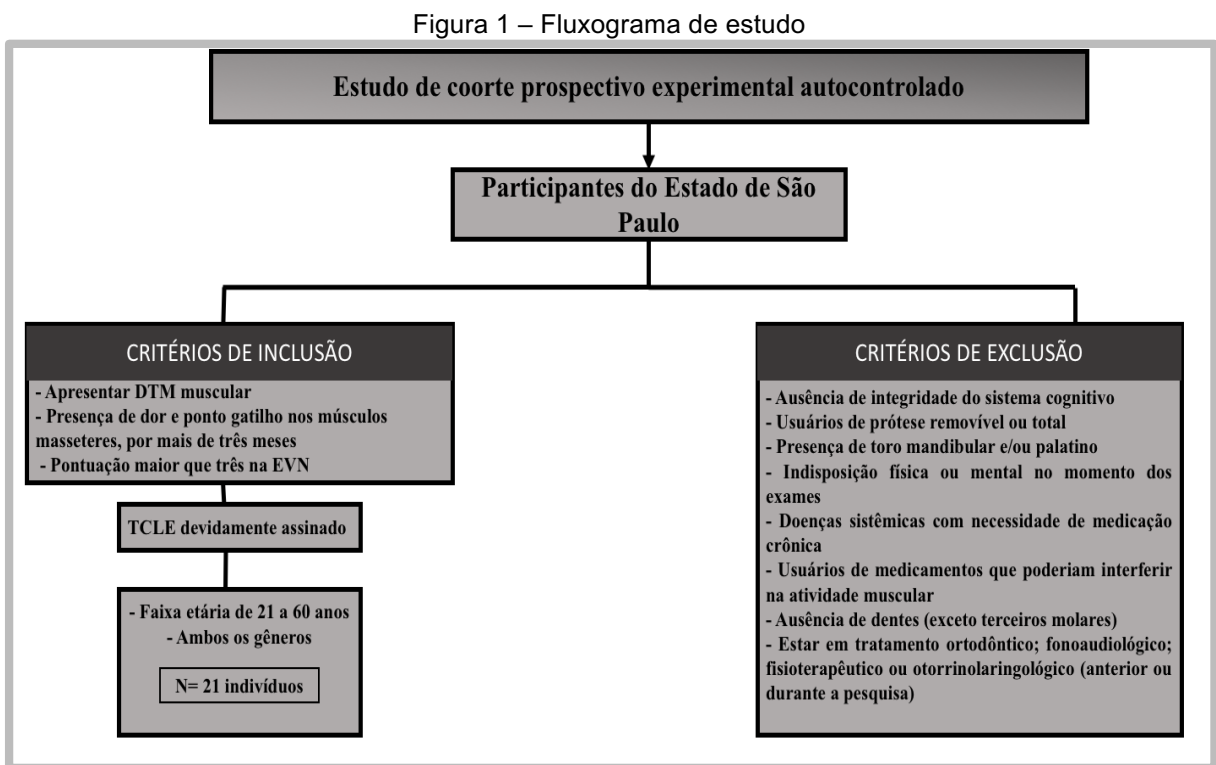 Figura 1 – Fluxograma de estudo
Estudo de coorte prospectivo experimental autocontrolado
Participantes do Estado de São
Paulo
CRITÉRIOS DE INCLUSÃO
- Apresentar DTM muscular
- Presença de dor e ponto gatilho nos músculos
masseteres, por mais de três meses
- Pontuação maior que três na EVN
TCLE devidamente assinado
- Faixa etária de 21 a 60 anos
- Ambos os gêneros
N= 21 indivíduos
CRITÉRIOS DE EXCLUSÃO
- Ausência de integridade do sistema cognitivo
- Usuários de prótese removível ou total
- Presença de toro mandibular e/ou palatino
- Indisposição física ou mental no momento dos
exames
- Doenças sistêmicas com necessidade de medicação
crônica
- Usuários de medicamentos que poderiam interferir
na atividade muscular
- Ausência de dentes (exceto terceiros molares)
- Estar em tratamento ortodôntico; fonoaudiológico;
fisioterapêutico ou otorrinolaringológico (anterior ou
durante a pesquisa)